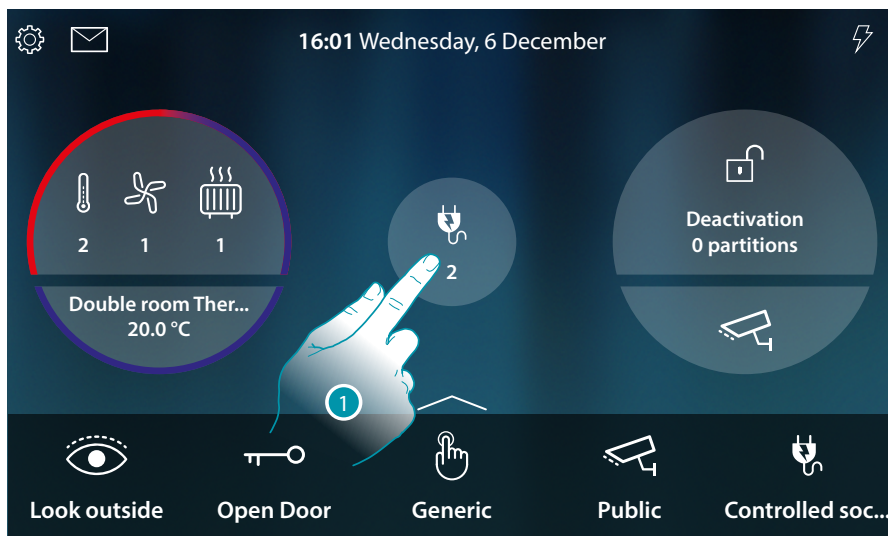 16:01 Wednesday, 6 December
2 1 1
Double room Ther...
20.0 °C
2
Deactivation
0 partitions
1
Look outside
Open Door
Generic
Public
Controlled soc...